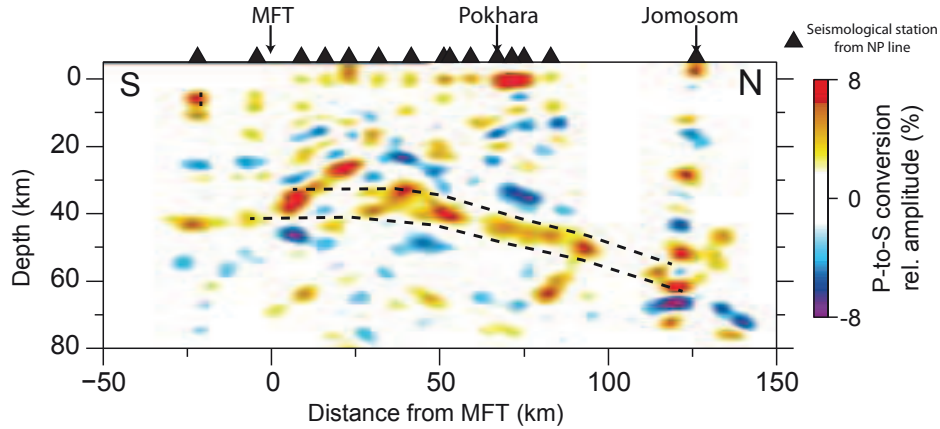 MFT Pokhara Jomosom
Seismological station
from NP line
S N
0
20
40
60
80
Depth (km)
−50 0 50 100 150
Distance from MFT (km)
8
0
-8
P-to-S conversion
rel. amplitude (%)